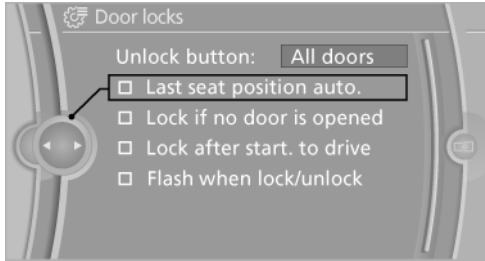 Door locks
Unlock button: All doors
Last seat position auto.
Lock if no door is opened
Lock after start. to drive
Flash when lock/unlock